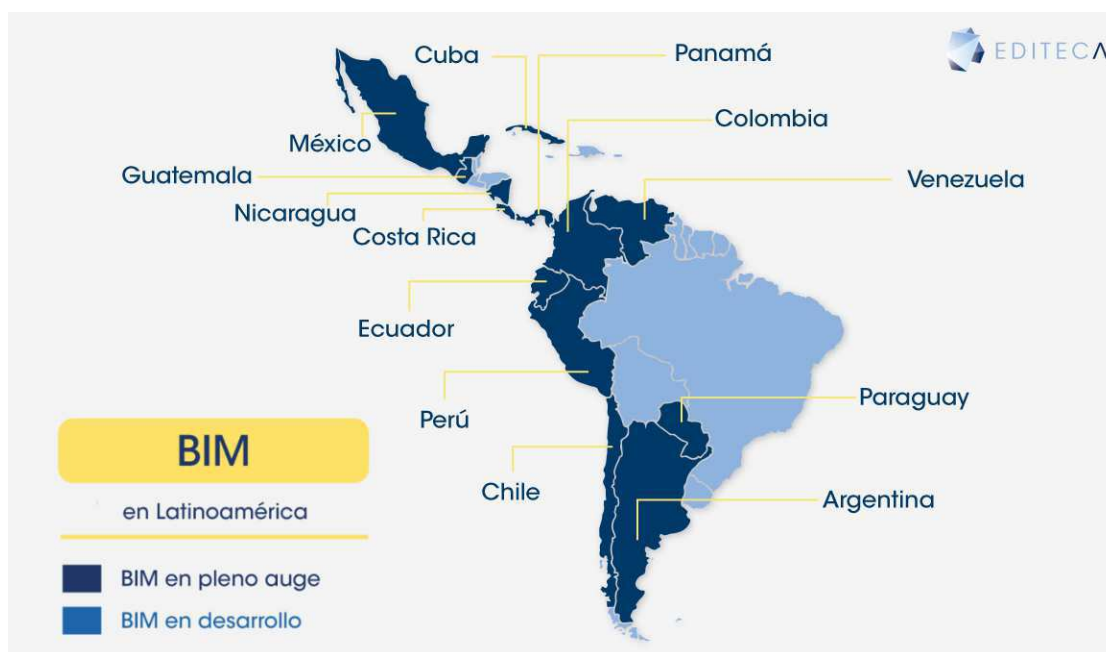 Cuba
Panamá
EDITECA
México
Colombia
Guatemala
Venezuela
Nicaragua
Costa Rica
Ecuador
Perú
Paraguay
Chile
Argentina
BIM
en Latinoamérica
BIM en pleno auge
BIM en desarrollo